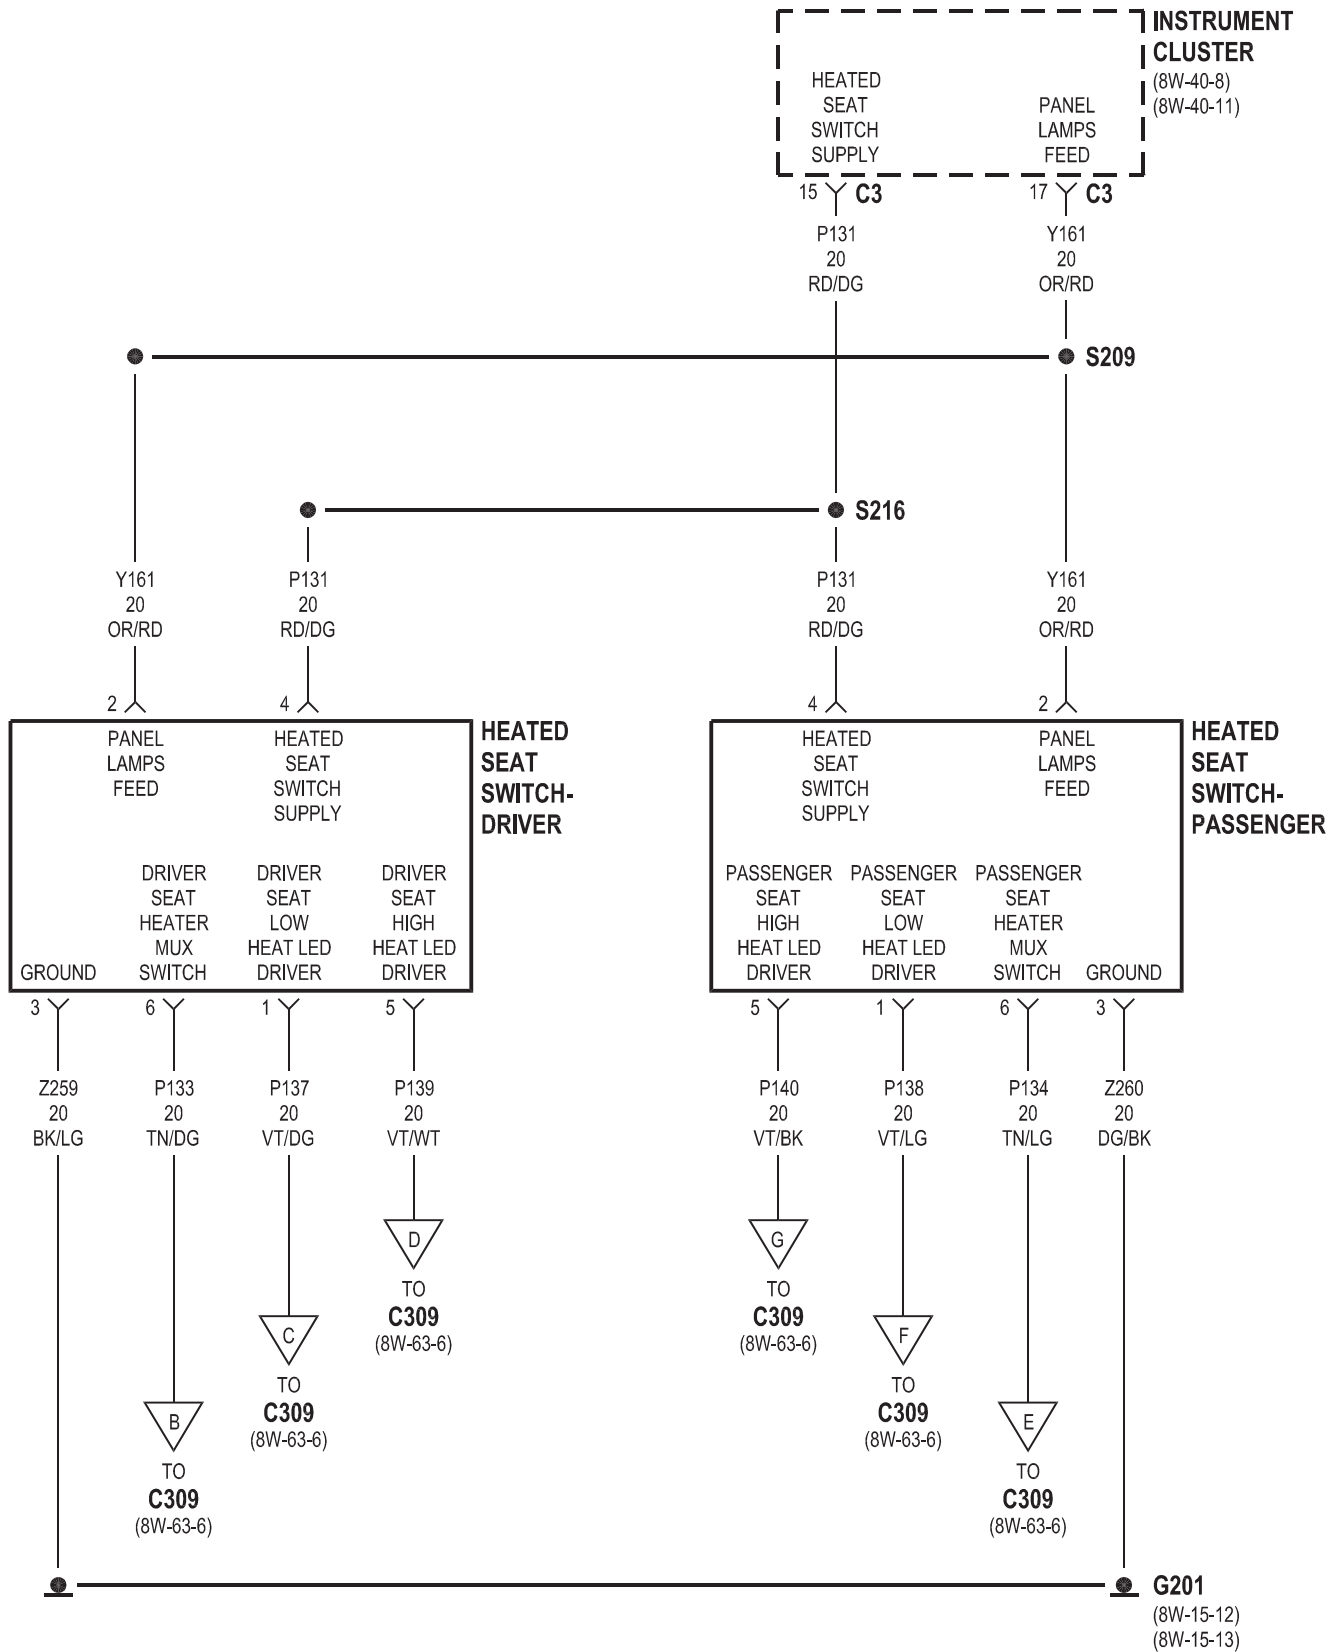 INSTRUMENT
CLUSTER
(8W-40-8)
(8W-40-11)
HEATED
SEAT
SWITCH
SUPPLY
PANEL
LAMPS
FEED
15 C3
17 C3
P131
20
RD/DG
Y161
20
OR/RD
S209
S216
Y161
20
OR/RD
P131
20
RD/DG
P131
20
RD/DG
Y161
20
OR/RD
2
4
4
2
HEATED
SEAT
SWITCH-
DRIVER
PANEL
LAMPS
FEED
HEATED
SEAT
SWITCH
SUPPLY
GROUND
DRIVER
SEAT
HEATER
MUX
SWITCH
DRIVER
SEAT
LOW
HEAT LED
DRIVER
DRIVER
SEAT
HIGH
HEAT LED
DRIVER
HEATED
SEAT
SWITCH-
PASSENGER
HEATED
SEAT
SWITCH
SUPPLY
PANEL
LAMPS
FEED
PASSENGER
SEAT
HIGH
HEAT LED
DRIVER
PASSENGER
SEAT
LOW
HEAT LED
DRIVER
PASSENGER
SEAT
HEATER
MUX
SWITCH
GROUND
3
6
1
5
5
1
6
3
Z259
20
BK/LG
P133
20
TN/DG
P137
20
VT/DG
P139
20
VT/WT
P140
20
VT/BK
P138
20
VT/LG
P134
20
TN/LG
Z260
20
DG/BK
D
TO
C309
(8W-63-6)
G
TO
C309
(8W-63-6)
C
TO
C309
(8W-63-6)
F
TO
C309
(8W-63-6)
B
TO
C309
(8W-63-6)
E
TO
C309
(8W-63-6)
G201
(8W-15-12)
(8W-15-13)